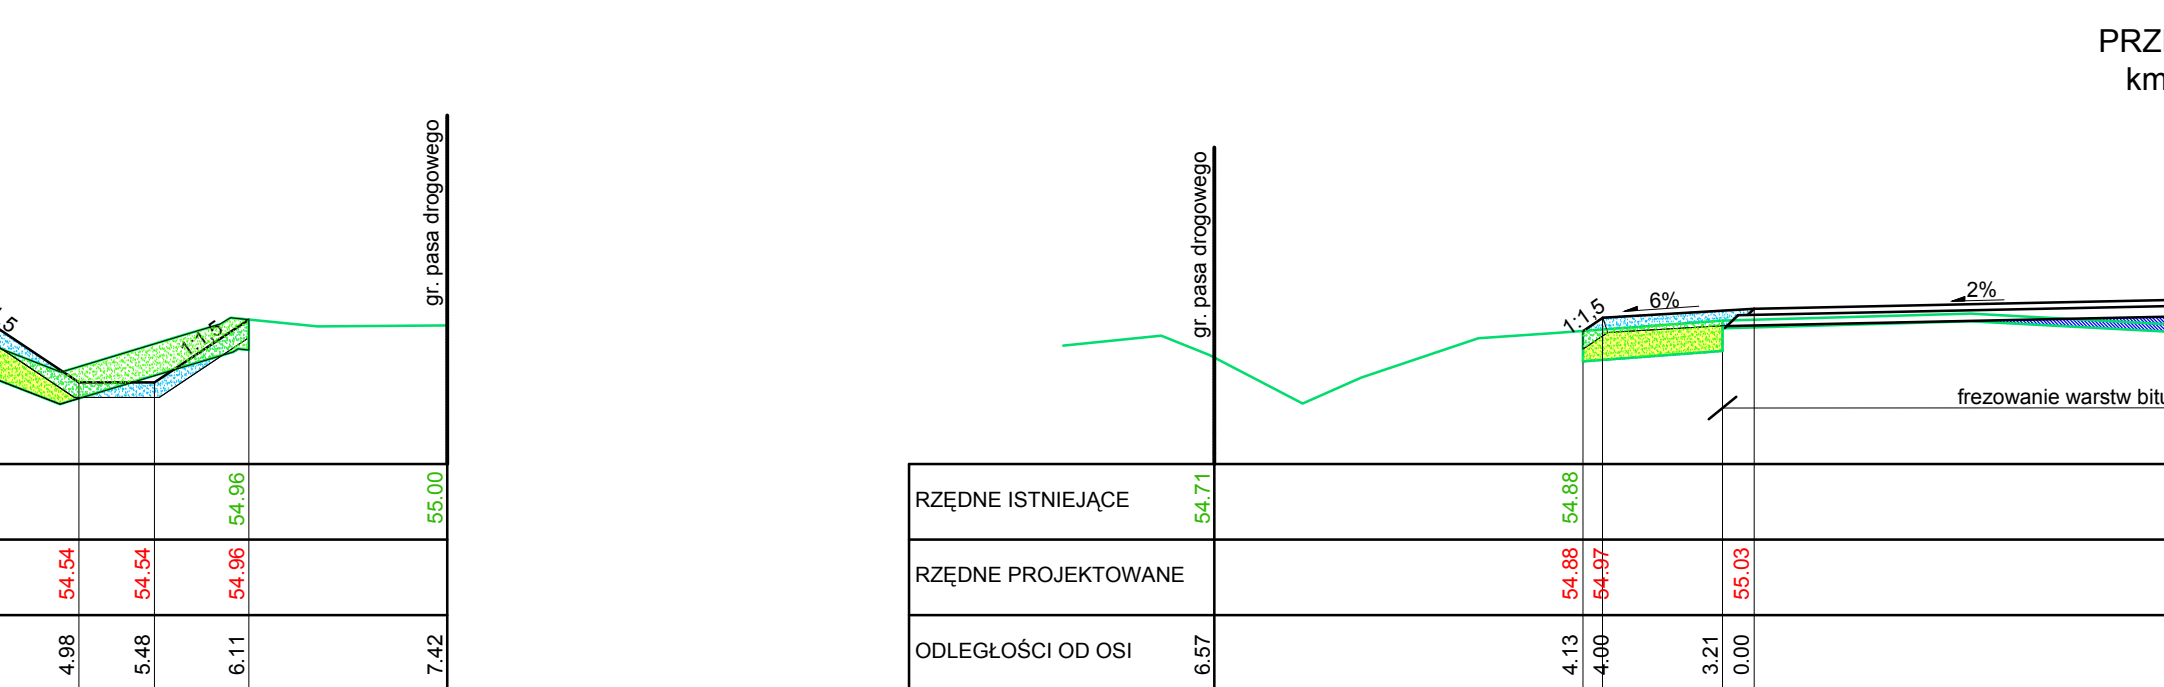 PRZ
km
gr. pasa drogowego
gr. pasa drogowego
1:1,5
1:1,5
6%
2%
frezowanie warstw bitu
54.96
55.00
54.54
54.54
54.96
4.98
5.48
6.11
7.42
RZĘDNE ISTNIEJĄCE
54.71
54.88
RZĘDNE PROJEKTOWANE
54.88
54.97
55.03
ODLEGŁOŚCI OD OSI
6.57
4.13
4.00
3.21
0.00